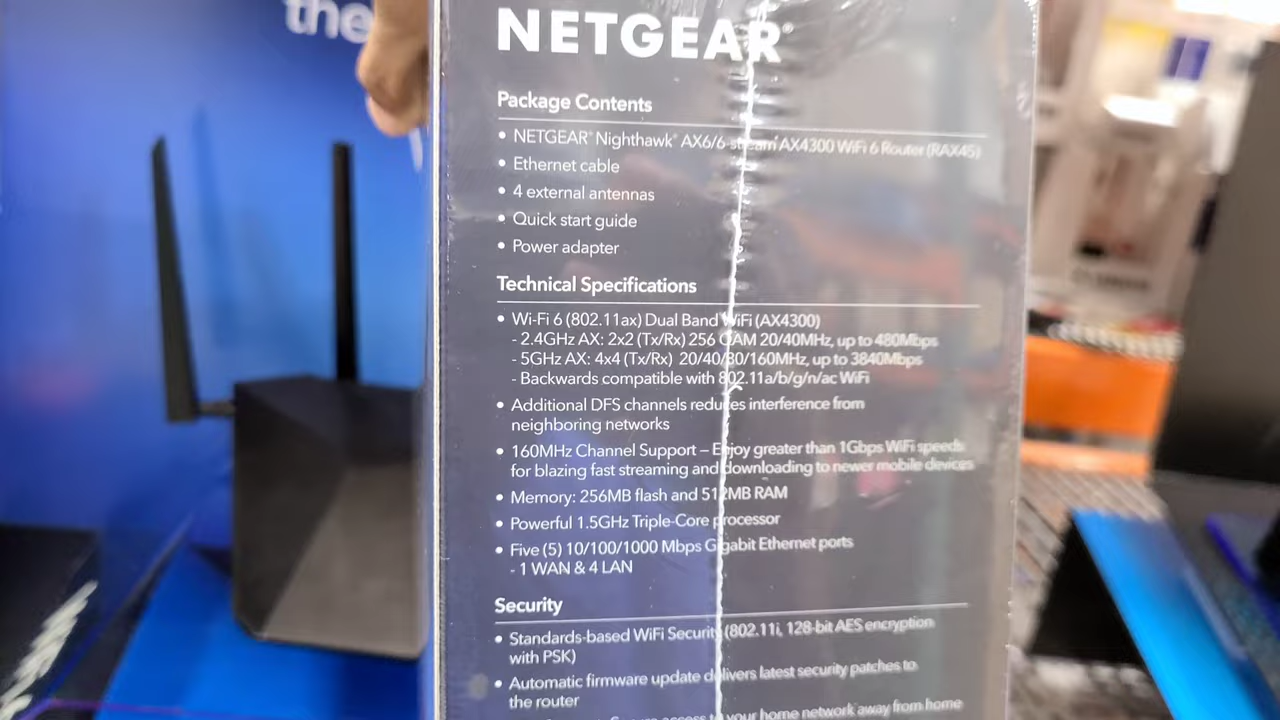 the
NETGEAR®
Package Contents
• NETGEAR® Nighthawk® AX6/6-stream AX4300 WiFi 6 Router (RAX45)
• Ethernet cable
• 4 external antennas
• Quick start guide
• Power adapter
Technical Specifications
• Wi-Fi 6 (802.11ax) Dual Band WiFi (AX4300)
- 2.4GHz AX: 2x2 (Tx/Rx) 256 QAM 20/40MHz, up to 480Mbps
- 5GHz AX: 4x4 (Tx/Rx) 20/40/80/160MHz, up to 3840Mbps
- Backwards compatible with 802.11a/b/g/n/ac WiFi
• Additional DFS channels reduces interference from
neighboring networks
• 160MHz Channel Support – Enjoy greater than 1Gbps WiFi speeds
for blazing fast streaming and downloading to newer mobile devices
• Memory: 256MB flash and 512MB RAM
• Powerful 1.5GHz Triple-Core processor
• Five (5) 10/100/1000 Mbps Gigabit Ethernet ports
- 1 WAN & 4 LAN
Security
• Standards-based WiFi Security (802.11i, 128-bit AES encryption
with PSK)
• Automatic firmware update delivers latest security patches to
the router
access to your home network away from home